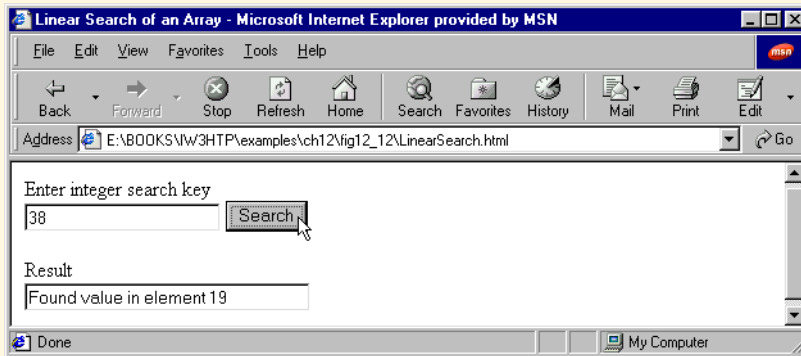 Linear Search of an Array - Microsoft Internet Explorer provided by MSN
File Edit View Favorites Tools Help
msn
Back Forward Stop Refresh Home Search Favorites History Mail Print Edit
Address E:\BOOKS\IW3HTP\examples\ch12\fig12_12\LinearSearch.html Go
Enter integer search key
38 Search
Result
Found value in element 19
Done My Computer